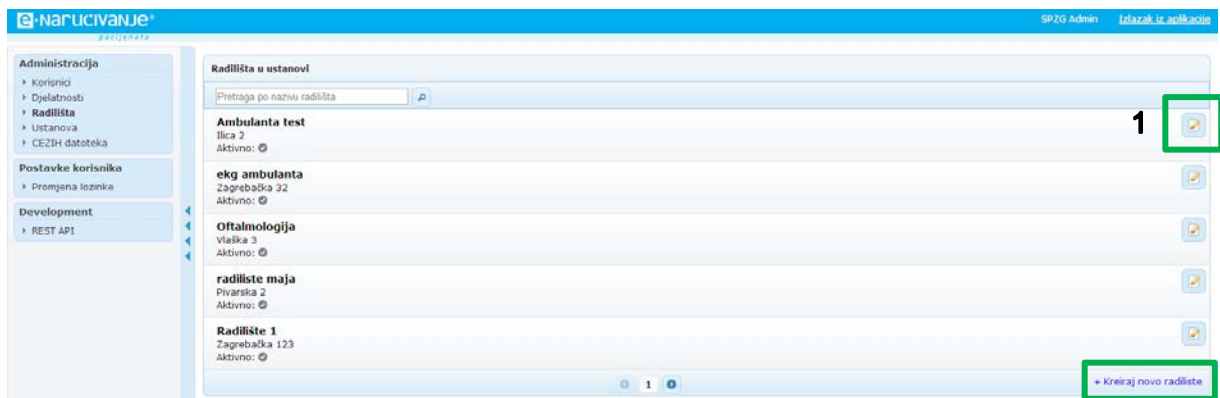 e-Narucivanje
pacijenata
SPZG Admin
Izlazak iz aplikacije
Administracija
Korisnici
Djelatnosti
Radilišta
Ustanova
CEZIH datoteka
Postavke korisnika
Promjena lozinke
Development
REST API
Radilišta u ustanovi
Pretraga po nazivu radilišta
Ambulanta test
Ilica 2
Aktivno:
1
ekg ambulanta
Zagrebačka 32
Aktivno:
Oftalmologija
Vlaška 3
Aktivno:
radiliste maja
Pivarska 2
Aktivno:
Radilište 1
Zagrebačka 123
Aktivno:
1
+ Kreiraj novo radiliste